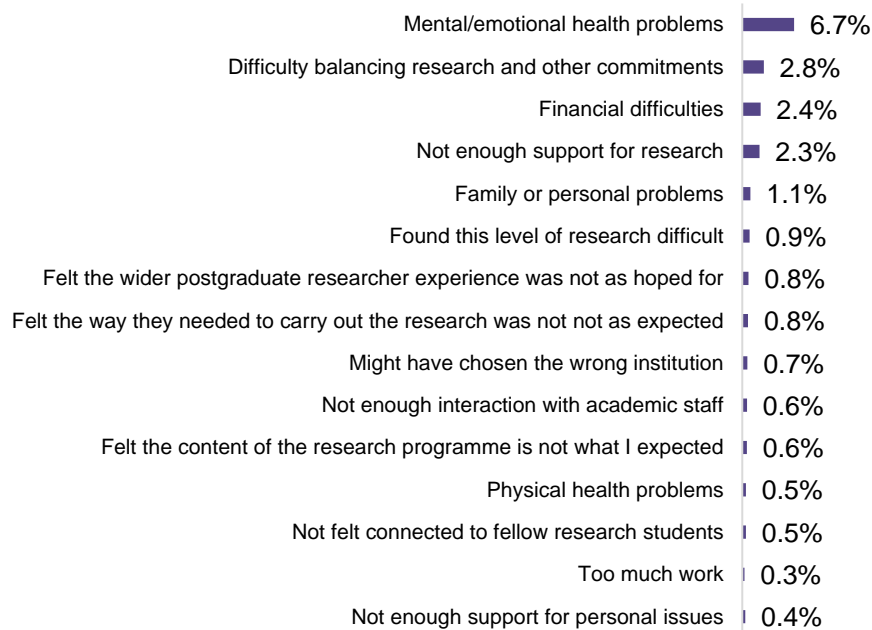 Mental/emotional health problems 6.7%
Difficulty balancing research and other commitments 2.8%
Financial difficulties 2.4%
Not enough support for research 2.3%
Family or personal problems 1.1%
Found this level of research difficult 0.9%
Felt the wider postgraduate researcher experience was not as hoped for 0.8%
Felt the way they needed to carry out the research was not not as expected 0.8%
Might have chosen the wrong institution 0.7%
Not enough interaction with academic staff 0.6%
Felt the content of the research programme is not what I expected 0.6%
Physical health problems 0.5%
Not felt connected to fellow research students 0.5%
Too much work 0.3%
Not enough support for personal issues 0.4%